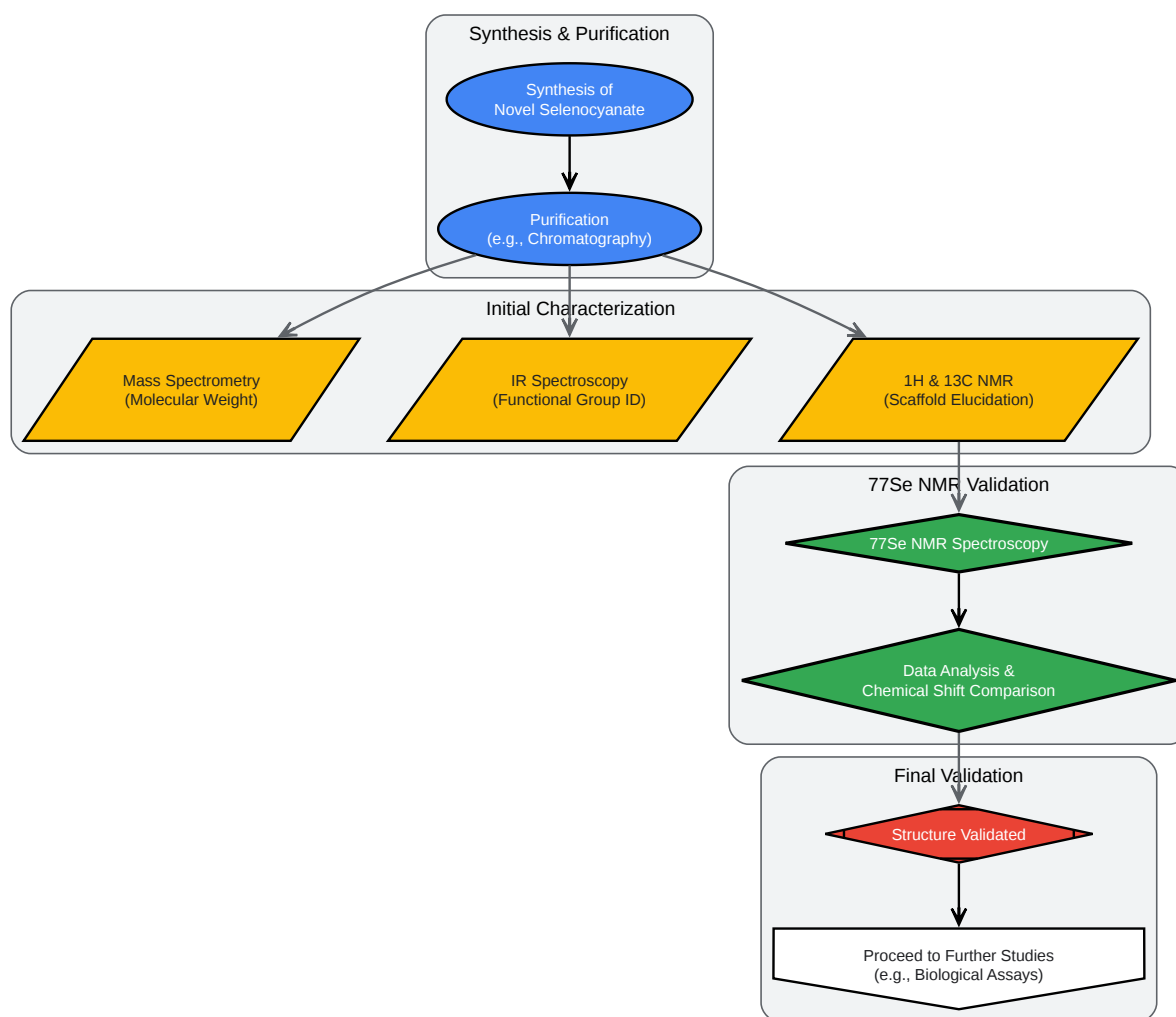 Synthesis & Purification
Synthesis of
Novel Selenocyanate
Purification
(e.g., Chromatography)
Initial Characterization
Mass Spectrometry
(Molecular Weight)
IR Spectroscopy
(Functional Group ID)
1H & 13C NMR
(Scaffold Elucidation)
77Se NMR Validation
77Se NMR Spectroscopy
Data Analysis &
Chemical Shift Comparison
Final Validation
Structure Validated
Proceed to Further Studies
(e.g., Biological Assays)